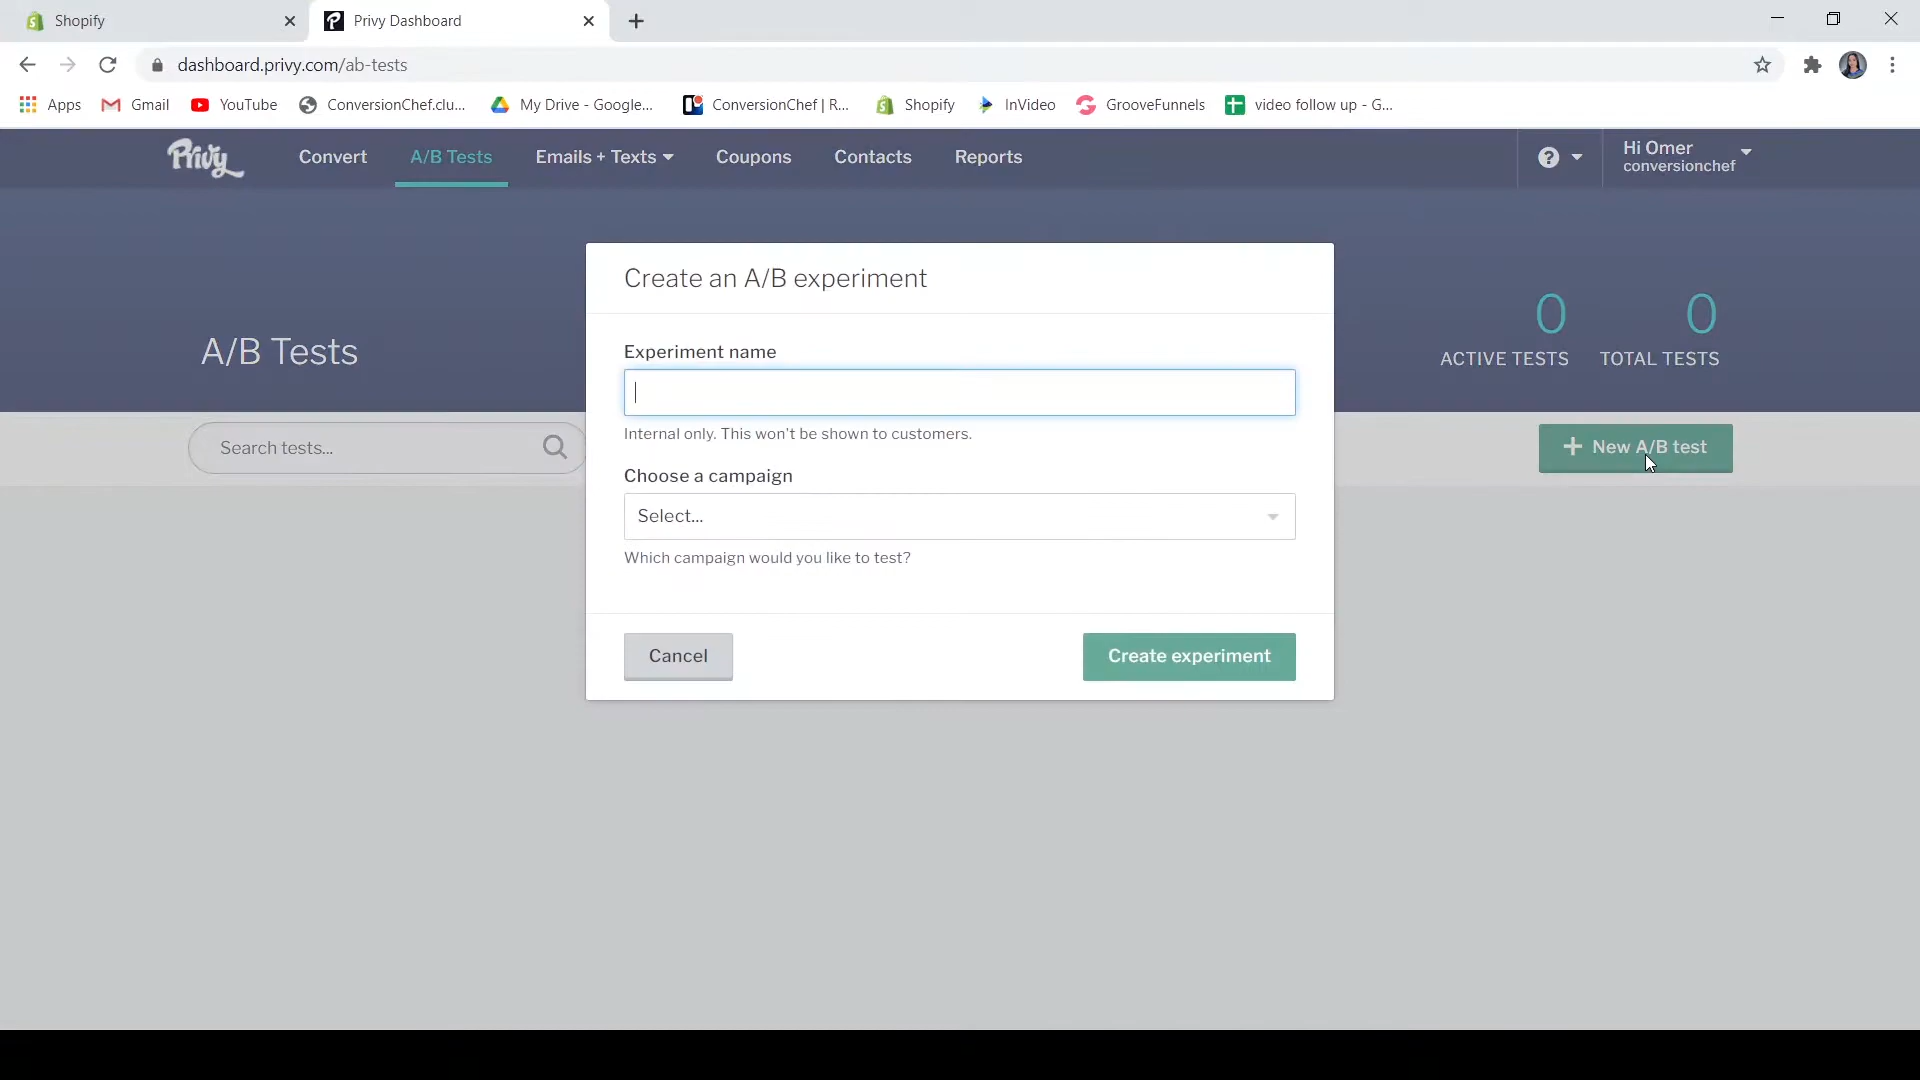 Shopify
Privy Dashboard
dashboard.privy.com/ab-tests
Apps
Gmail
YouTube
ConversionChef.clu...
My Drive - Google...
ConversionChef | R...
Shopify
InVideo
GrooveFunnels
video follow up - G...
Privy
Convert
A/B Tests
Emails + Texts
Coupons
Contacts
Reports
?
Hi Omer
conversionchef
Create an A/B experiment
A/B Tests
0
ACTIVE TESTS
0
TOTAL TESTS
Experiment name
Internal only. This won't be shown to customers.
Search tests...
+ New A/B test
Choose a campaign
Select...
Which campaign would you like to test?
Cancel
Create experiment